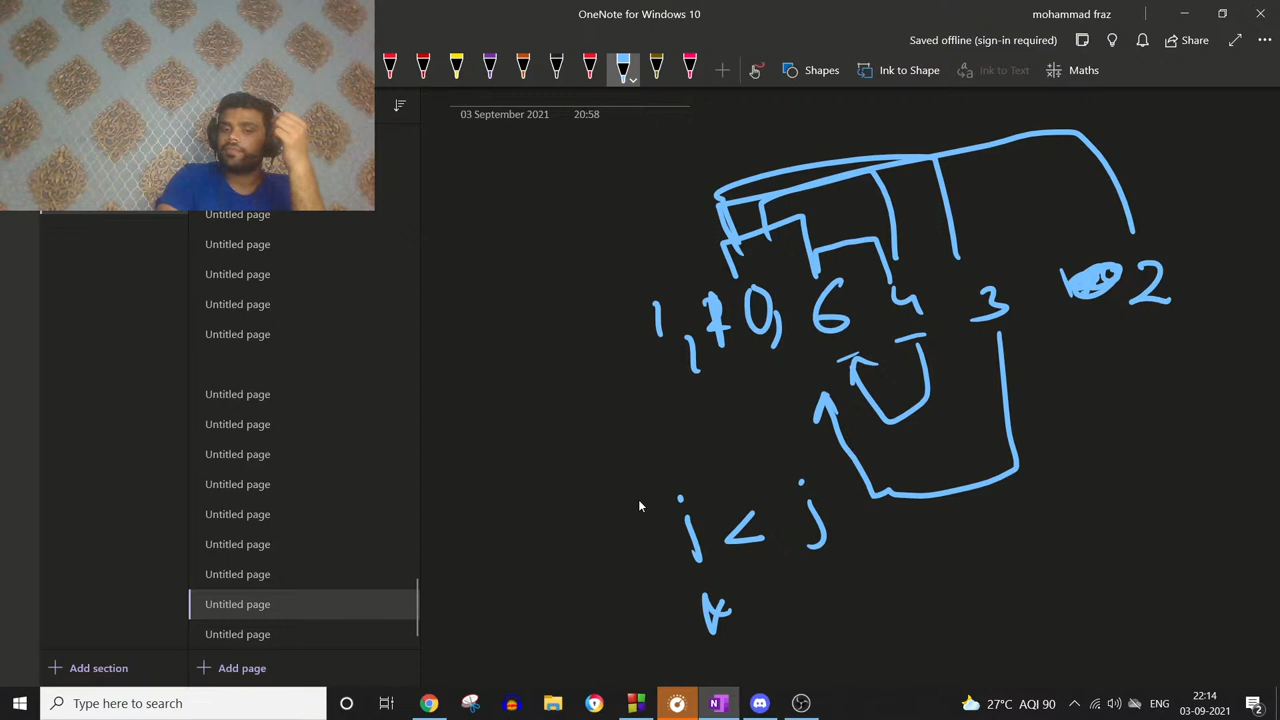 OneNote for Windows 10
mohammad fraz
Saved offline (sign-in required)
Share
Shapes
Ink to Shape
Ink to Text
Maths
03 September 2021 20:58
Untitled page
Untitled page
Untitled page
Untitled page
Untitled page
Untitled page
Untitled page
Untitled page
Untitled page
Untitled page
Untitled page
Untitled page
Untitled page
Untitled page
1, 0, 6 4 3 2
i < j
Add section
Add page
Type here to search
27°C AQI 90
ENG
22:14
03-09-2021
2